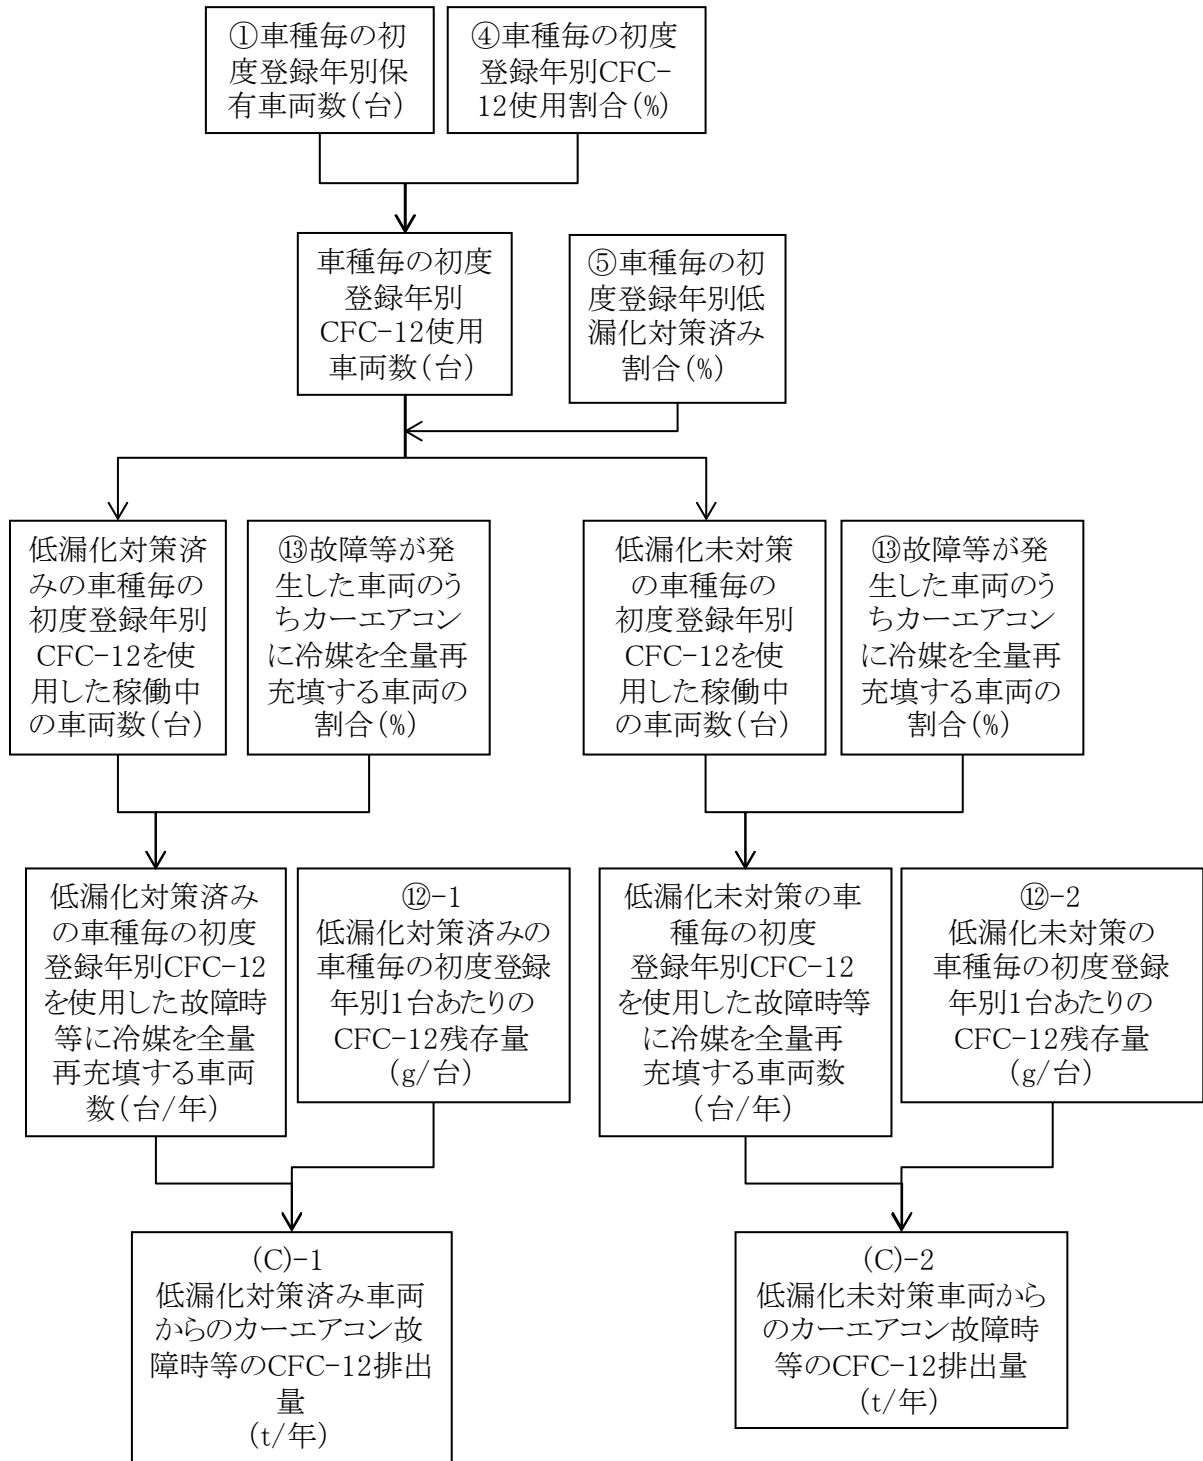 ①車種毎の初
度登録年別保
有車両数(台)
④車種毎の初度
登録年別CFC-
12使用割合(%)
車種毎の初度
登録年別
CFC-12使用
車両数(台)
⑤車種毎の初
度登録年別低
漏化対策済み
割合(%)
低漏化対策済
みの車種毎の
初度登録年別
CFC-12を使
用した稼働中
の車両数(台)
⑬故障等が発
生した車両のう
ちカーエアコン
に冷媒を全量再
充填する車両の
割合(%)
低漏化未対策
の車種毎の
初度登録年別
CFC-12を使
用した稼働中
の車両数(台)
⑬故障等が発
生した車両のう
ちカーエアコン
に冷媒を全量再
充填する車両の
割合(%)
低漏化対策済み
の車種毎の初度
登録年別CFC-12
を使用した故障時
等に冷媒を全量
再充填する車両
数(台/年)
⑫-1
低漏化対策済みの
車種毎の初度登録
年別1台あたりの
CFC-12残存量
(g/台)
低漏化未対策の車
種毎の初度
登録年別CFC-12
を使用した故障時等
に冷媒を全量再
充填する車両数
(台/年)
⑫-2
低漏化未対策の
車種毎の初度登録
年別1台あたりの
CFC-12残存量
(g/台)
(C)-1
低漏化対策済み車両
からのカーエアコン故
障時等のCFC-12排出
量
(t/年)
(C)-2
低漏化未対策車両から
のカーエアコン故障時
等のCFC-12排出量
(t/年)